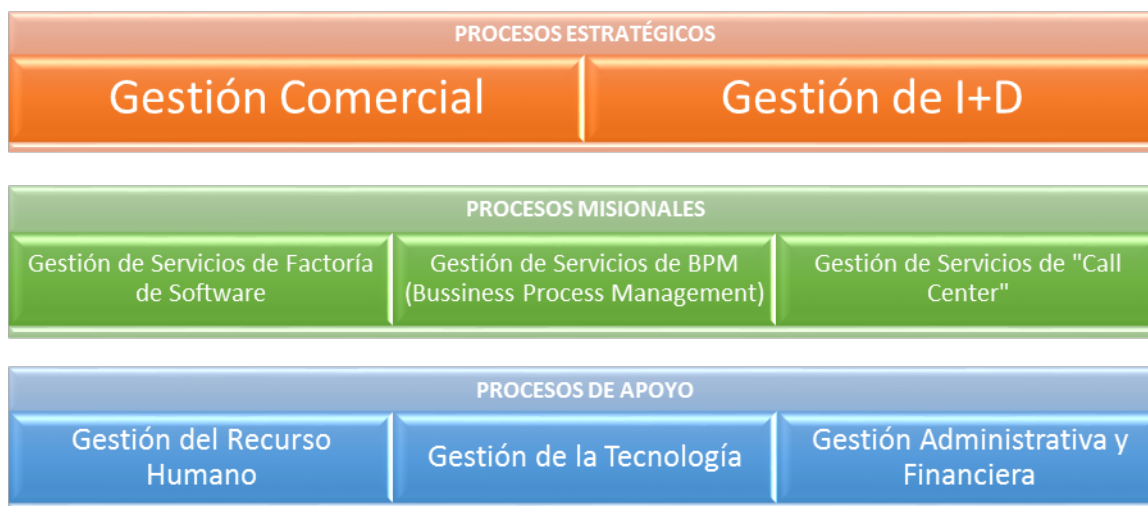 PROCESOS ESTRATÉGICOS
Gestión Comercial
Gestión de I+D
PROCESOS MISIONALES
Gestión de Servicios de Factoría
de Software
Gestión de Servicios de BPM
(Bussiness Process Management)
Gestión de Servicios de "Call
Center"
PROCESOS DE APOYO
Gestión del Recurso
Humano
Gestión de la Tecnología
Gestión Administrativa y
Financiera